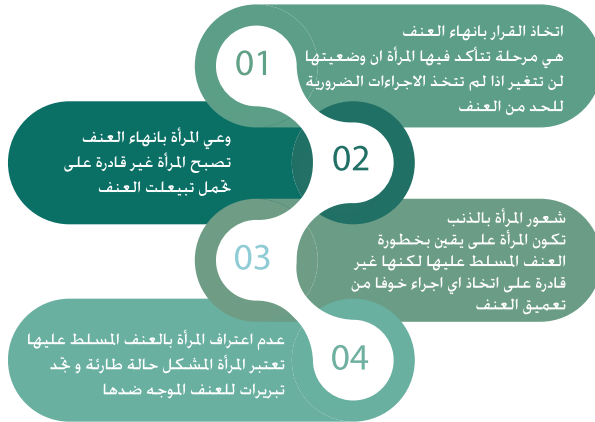 01
اتخاذ القرار بانهاء العنف
هي مرحلة تتأكد فيها المرأة ان وضعيتها
لن تتغير اذا لم تتخذ الاجراءات الضرورية
للحد من العنف
02
وعي المرأة بانهاء العنف
تصبح المرأة غير قادرة على
تحمل تبيعلت العنف
03
شعور المرأة بالذنب
تكون المرأة على يقين بخطورة
العنف المسلط عليها لكنها غير
قادرة على اتخاذ اي اجراء خوفا من
تعميق العنف
04
عدم اعتراف المرأة بالعنف المسلط عليها
تعتبر المرأة المشكل حالة طارئة و تجد
تبريرات للعنف الموجه ضدها